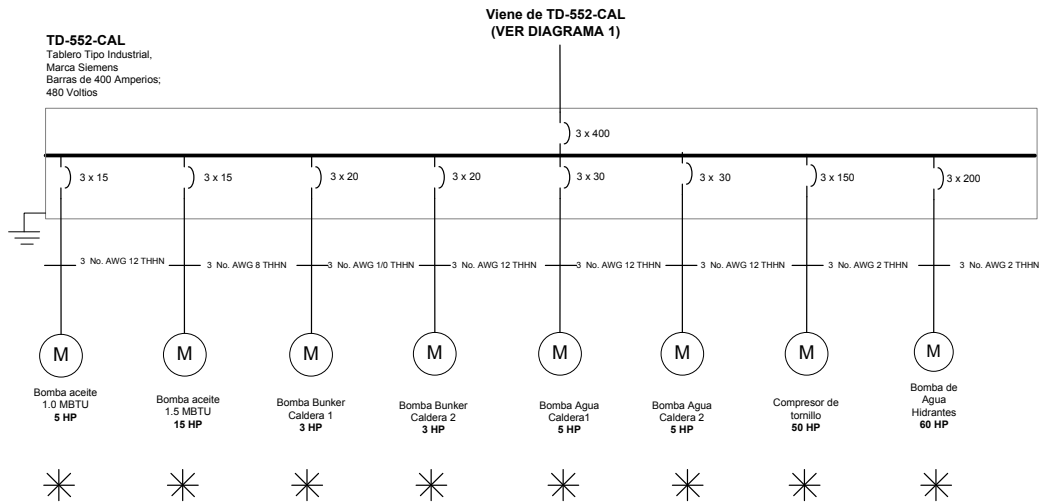 Viene de TD-552-CAL
(VER DIAGRAMA 1)
TD-552-CAL
Tablero Tipo Industrial,
Marca Siemens
Barras de 400 Amperios;
480 Voltios
3 x 400
3 x 15
3 x 15
3 x 20
3 x 20
3 x 30
3 x 30
3 x 150
3 x 200
3 No. AWG 12 THHN
3 No. AWG 8 THHN
3 No. AWG 1/0 THHN
3 No. AWG 12 THHN
3 No. AWG 12 THHN
3 No. AWG 12 THHN
3 No. AWG 2 THHN
3 No. AWG 2 THHN
M
M
M
M
M
M
M
M
Bomba aceite
1.0 MBTU
5 HP
Bomba aceite
1.5 MBTU
15 HP
Bomba Bunker
Caldera 1
3 HP
Bomba Bunker
Caldera 2
3 HP
Bomba Agua
Caldera1
5 HP
Bomba Agua
Caldera 2
5 HP
Compresor de
tornillo
50 HP
Bomba de
Agua
Hidrantes
60 HP